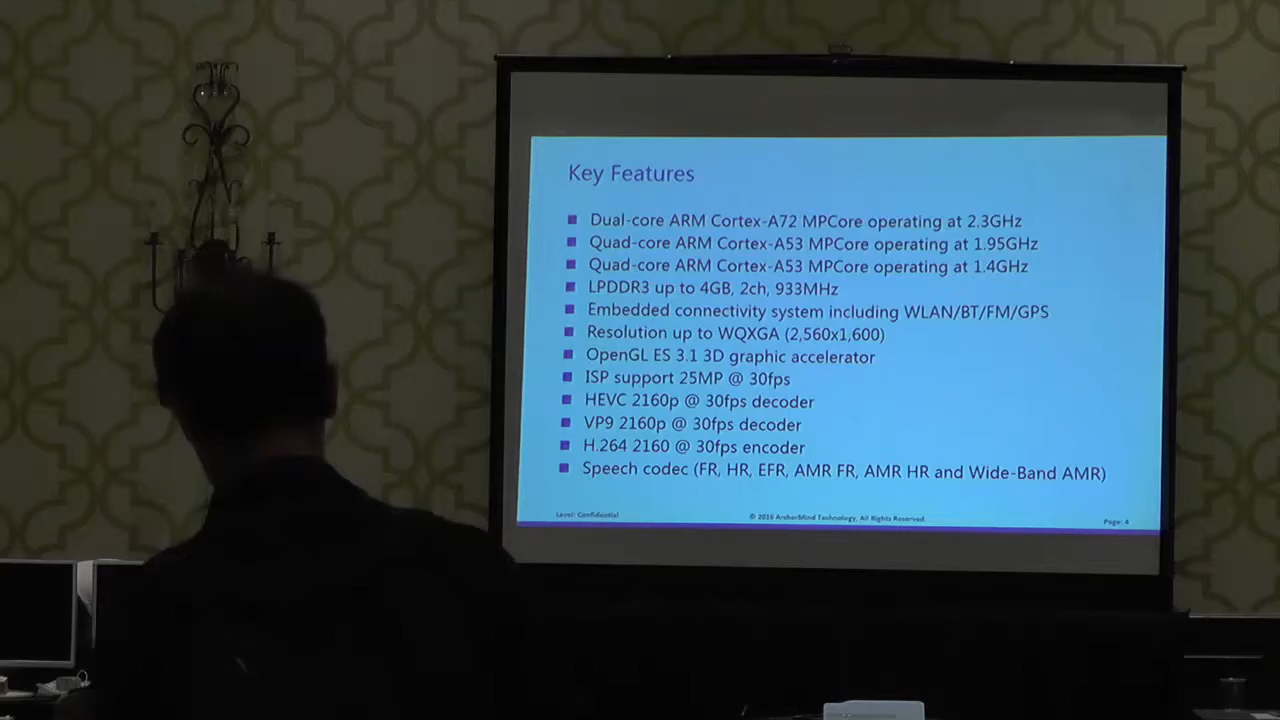 Key Features
Dual-core ARM Cortex-A72 MPCore operating at 2.3GHz
Quad-core ARM Cortex-A53 MPCore operating at 1.95GHz
Quad-core ARM Cortex-A53 MPCore operating at 1.4GHz
LPDDR3 up to 4GB, 2ch, 933MHz
Embedded connectivity system including WLAN/BT/FM/GPS
Resolution up to WQXGA (2,560x1,600)
OpenGL ES 3.1 3D graphic accelerator
ISP support 25MP @ 30fps
HEVC 2160p @ 30fps decoder
VP9 2160p @ 30fps decoder
H.264 2160 @ 30fps encoder
Speech codec (FR, HR, EFR, AMR FR, AMR HR and Wide-Band AMR)
Level: Confidential © 2016 ArcherMind Technology, All Rights Reserved. Page: 4